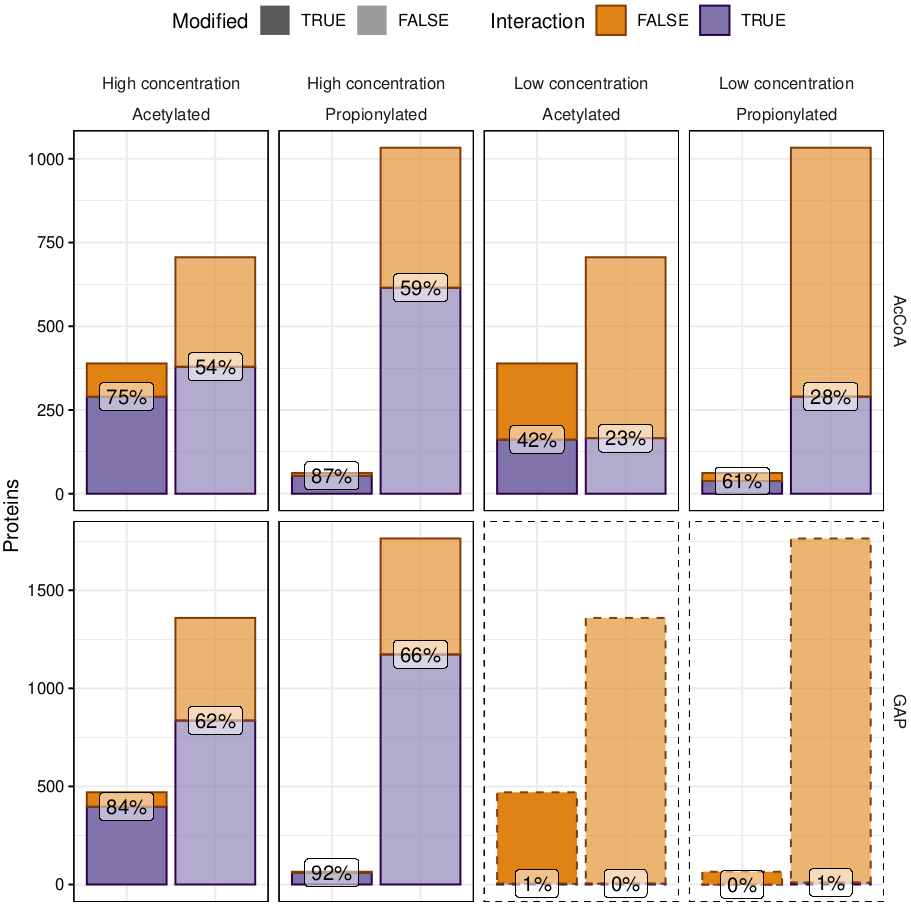 Modified TRUE FALSE Interaction FALSE TRUE
High concentration High concentration Low concentration Low concentration
Acetylated Propionylated Acetylated Propionylated
1000
750
500
250
0
75% 54% 87% 59% 42% 23% 61% 28%
AcCoA
Proteins
1500
1000
500
0
84% 62% 92% 66% 1% 0% 0% 1%
GAP